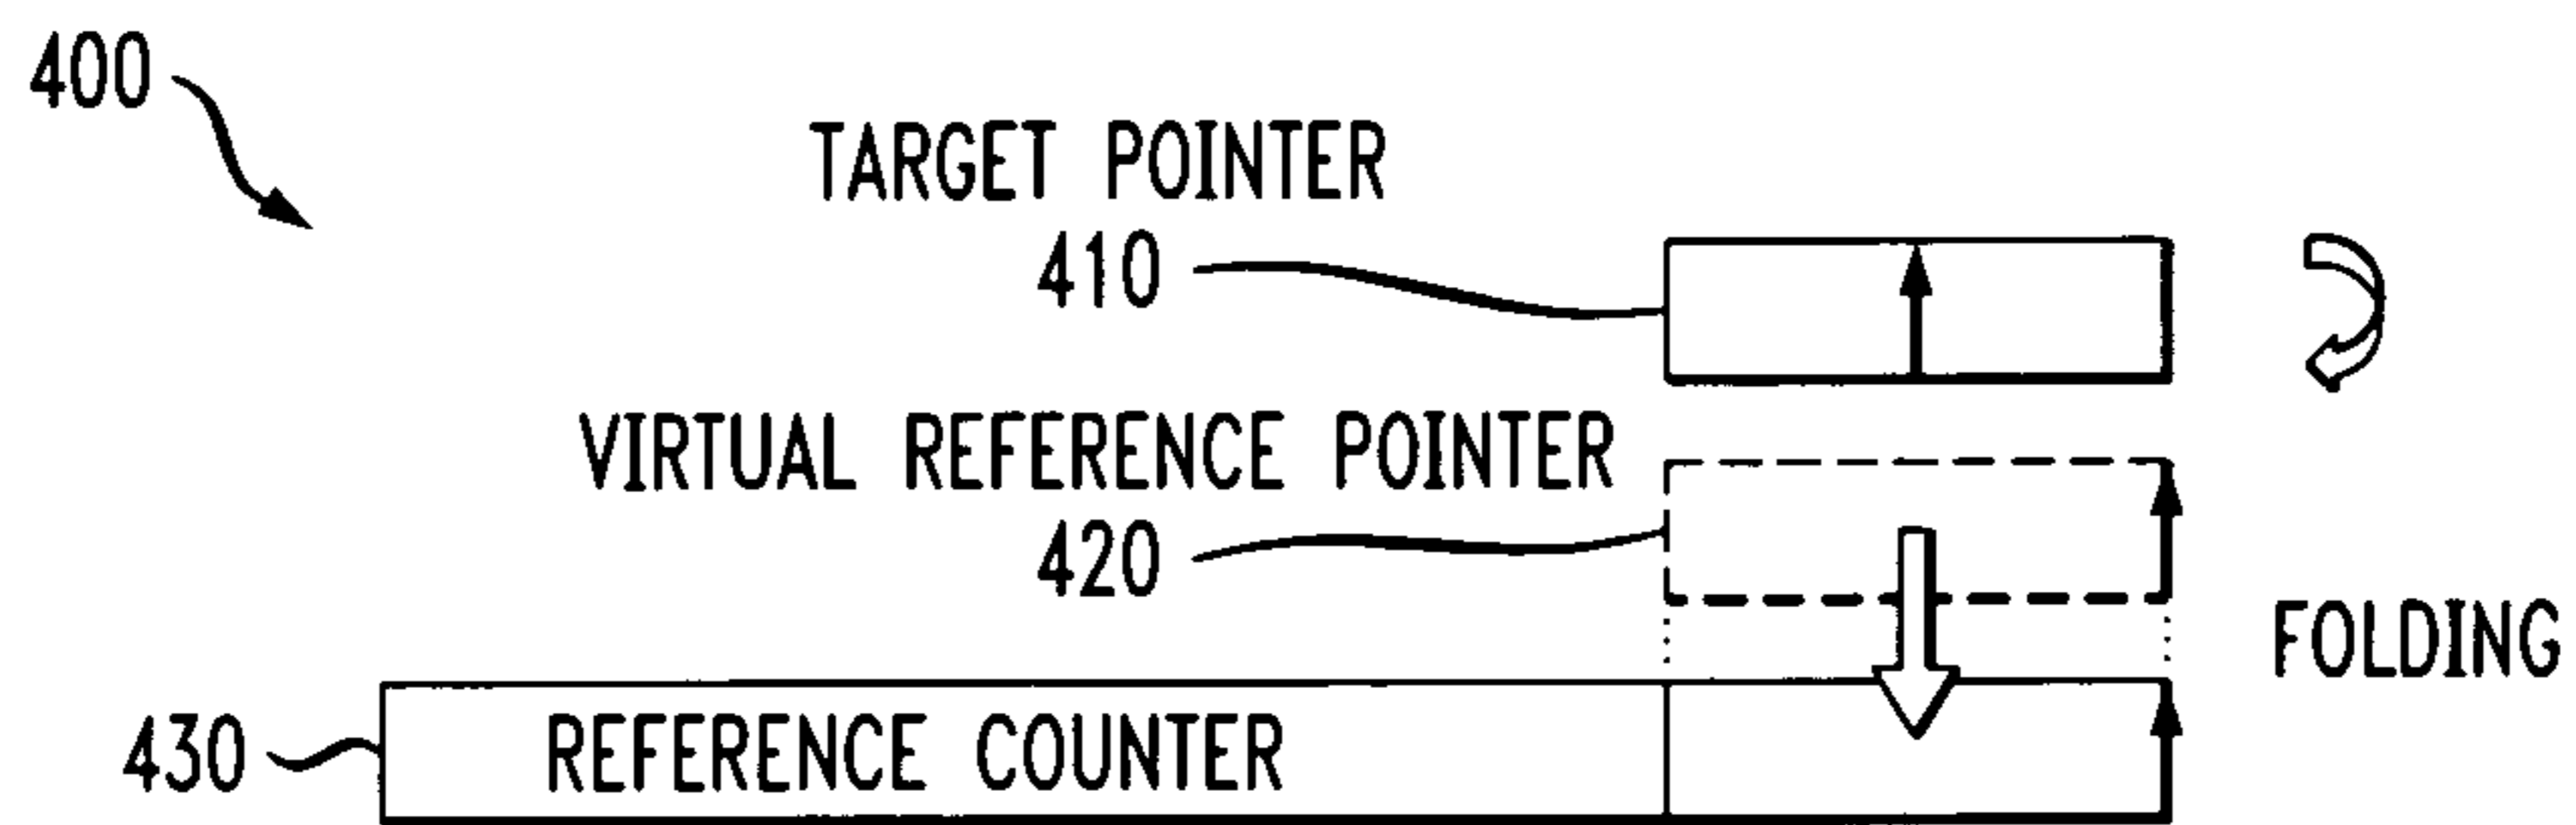 400
TARGET POINTER
410
VIRTUAL REFERENCE POINTER
420
FOLDING
430
REFERENCE COUNTER